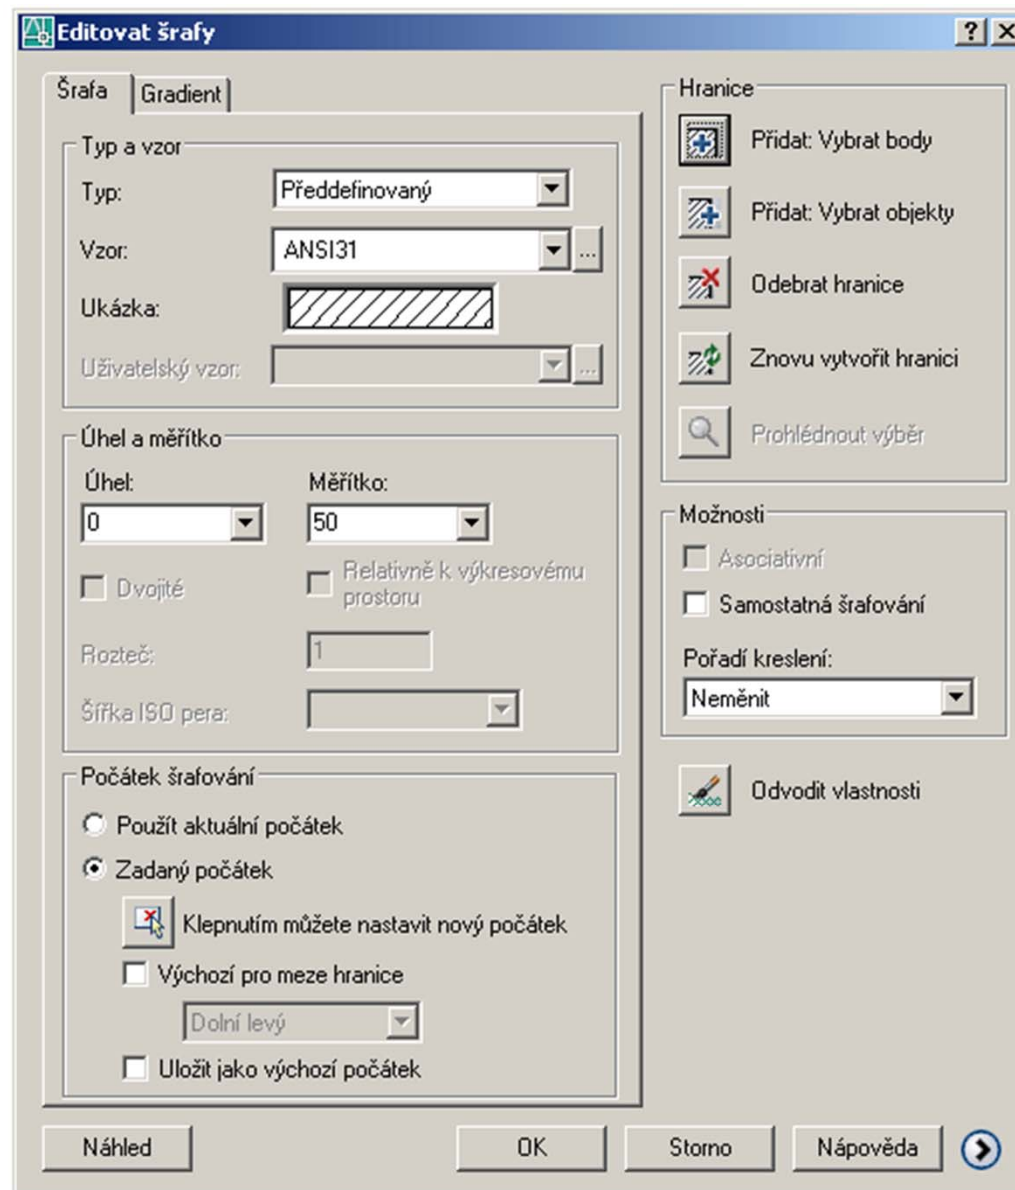 Editovat šrafy
Šrafa
Gradient
Typ a vzor
Typ:
Předdefinovaný
Vzor:
ANSI31
...
Ukázka:
Uživatelský vzor:
...
Úhel a měřítko
Úhel:
Měřítko:
0
50
Dvojité
Relativně k výkresovému
prostoru
Rozteč:
1
Šířka ISO pera:
Počátek šrafování
Použít aktuální počátek
Zadaný počátek
Klepnutím můžete nastavit nový počátek
Výchozí pro meze hranice
Dolní levý
Uložit jako výchozí počátek
Hranice
Přidat: Vybrat body
Přidat: Vybrat objekty
Odebrat hranice
Znovu vytvořit hranici
Prohlédnout výběr
Možnosti
Asociativní
Samostatná šrafování
Pořadí kreslení:
Neměnit
Odvodit vlastnosti
Náhled
OK
Storno
Nápověda